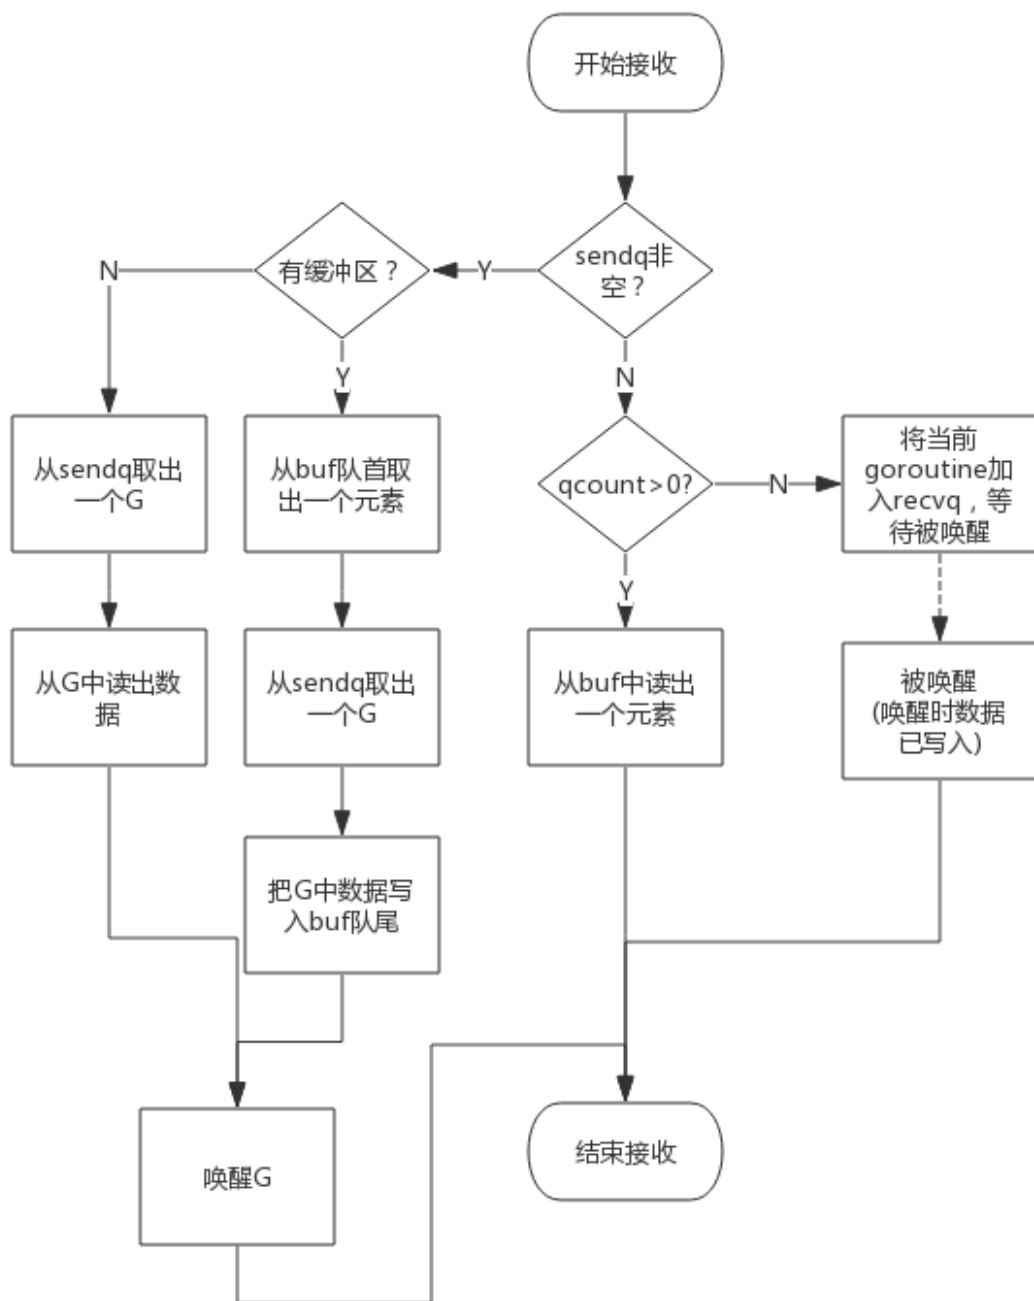 开始接收
sendq非
空？
Y
有缓冲区？
N
Y
N
从sendq取出
一个G
从buf队首取
出一个元素
qcount>0?
N
将当前
goroutine加
入recvq，等
待被唤醒
Y
从G中读出数
据
从sendq取出
一个G
从buf中读出
一个元素
被唤醒
(唤醒时数据
已写入)
把G中数据写
入buf队尾
唤醒G
结束接收